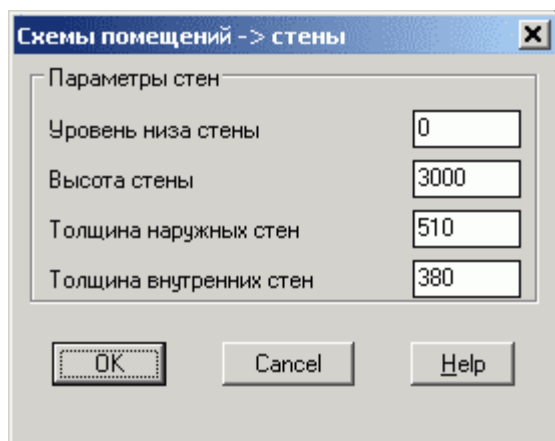 Схемы помещений -> стены
Параметры стен
Уровень низа стены 0
Высота стены 3000
Толщина наружных стен 510
Толщина внутренних стен 380
OK Cancel Help